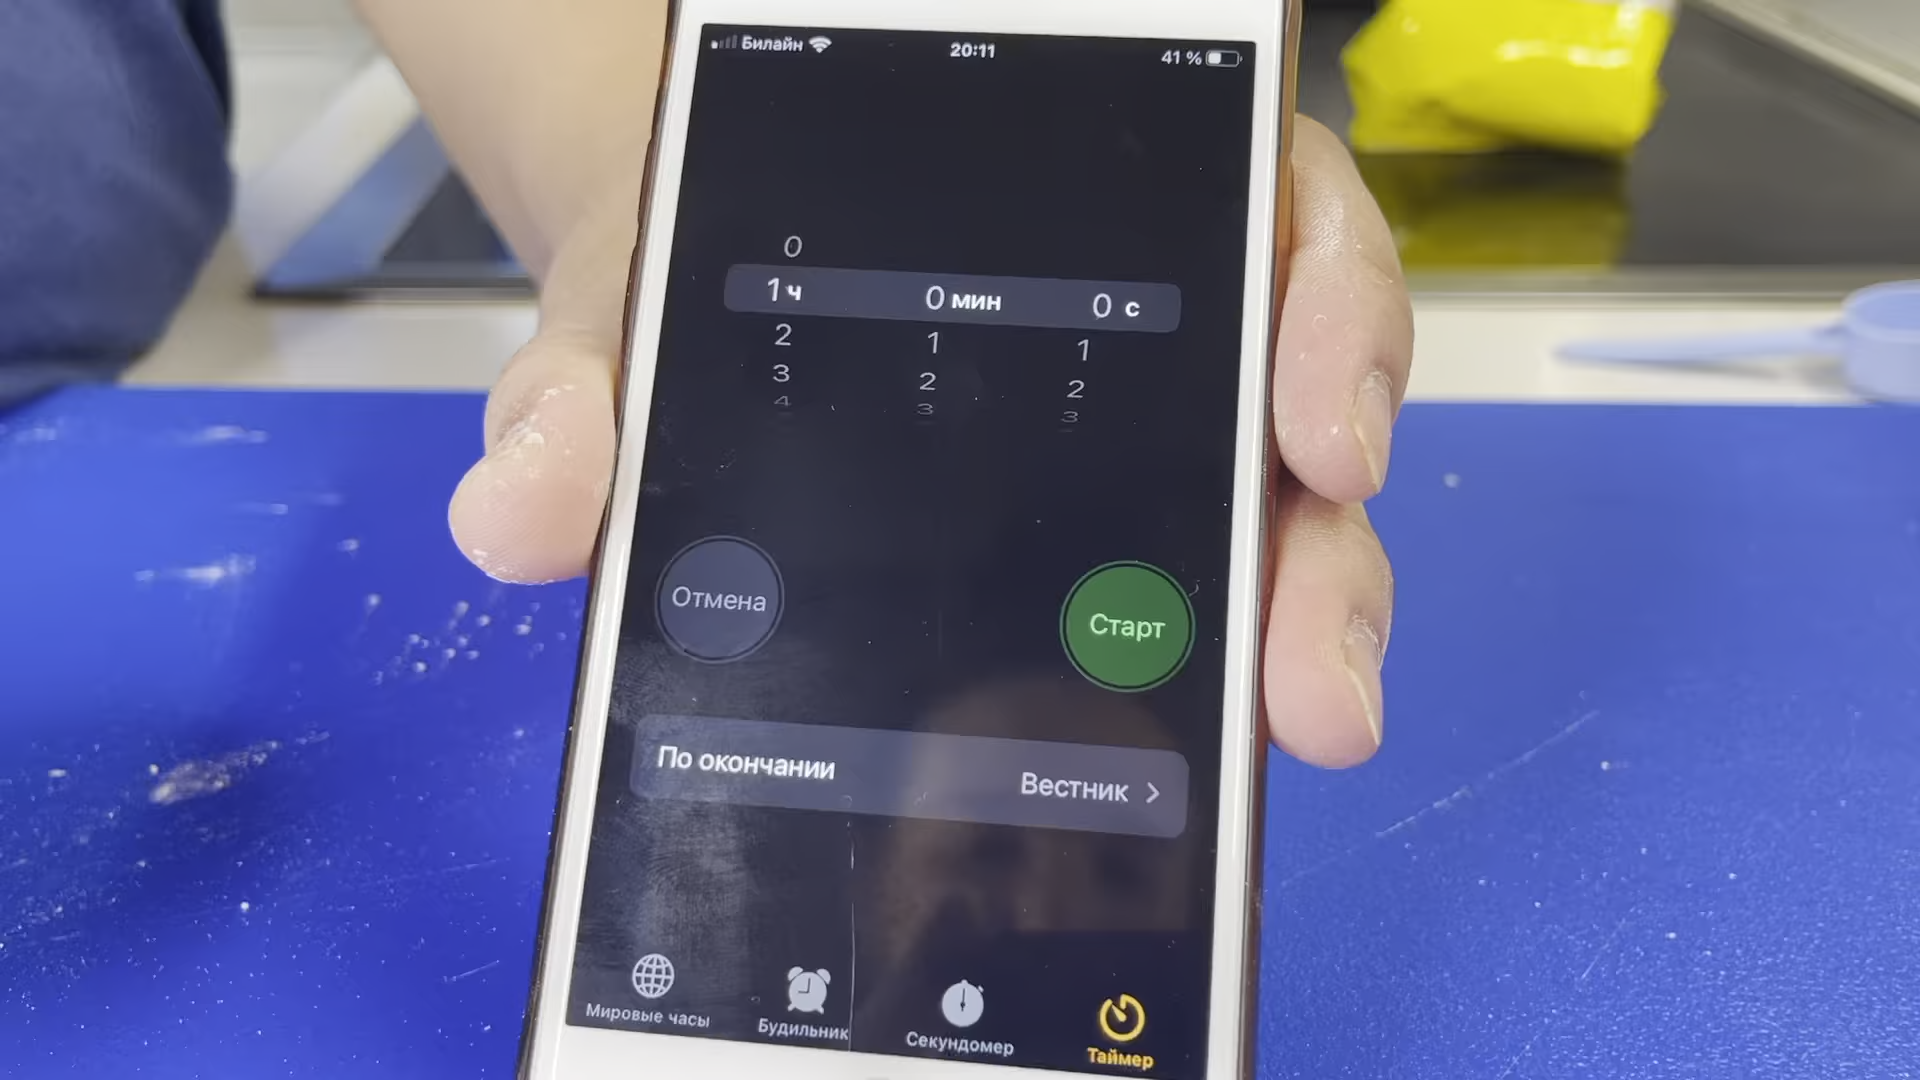 Билайн 20:11 41 %
0
1 ч 0 мин 0 с
2 1 1
3 2 2
4 3 3
Отмена Старт
По окончании Вестник
Мировые часы Будильник Секундомер Таймер